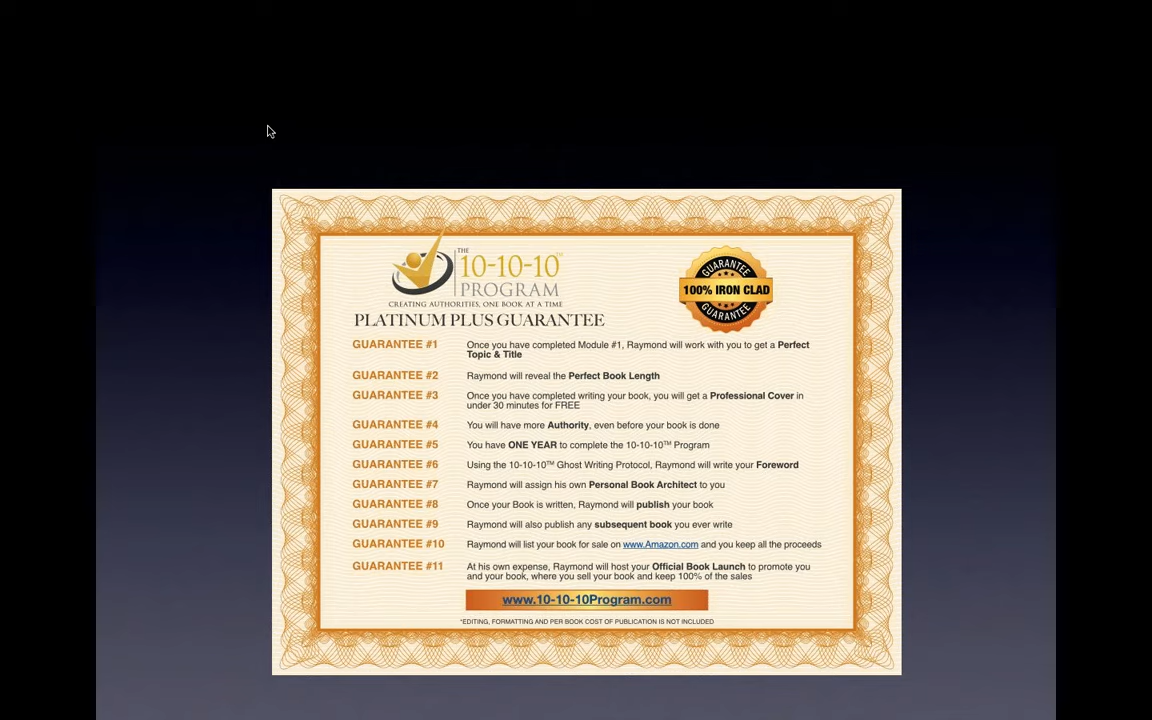 THE
10-10-10™
PROGRAM
CREATING AUTHORITIES, ONE BOOK AT A TIME
PLATINUM PLUS GUARANTEE
GUARANTEE
100% IRON CLAD
GUARANTEE
GUARANTEE #1 Once you have completed Module #1, Raymond will work with you to get a Perfect
Topic & Title
GUARANTEE #2 Raymond will reveal the Perfect Book Length
GUARANTEE #3 Once you have completed writing your book, you will get a Professional Cover in
under 30 minutes for FREE
GUARANTEE #4 You will have more Authority, even before your book is done
GUARANTEE #5 You have ONE YEAR to complete the 10-10-10™ Program
GUARANTEE #6 Using the 10-10-10™ Ghost Writing Protocol, Raymond will write your Foreword
GUARANTEE #7 Raymond will assign his own Personal Book Architect to you
GUARANTEE #8 Once your Book is written, Raymond will publish your book
GUARANTEE #9 Raymond will also publish any subsequent book you ever write
GUARANTEE #10 Raymond will list your book for sale on www.Amazon.com and you keep all the proceeds
GUARANTEE #11 At his own expense, Raymond will host your Official Book Launch to promote you
and your book, where you sell your book and keep 100% of the sales
www.10-10-10Program.com
*EDITING, FORMATTING AND PER BOOK COST OF PUBLICATION IS NOT INCLUDED